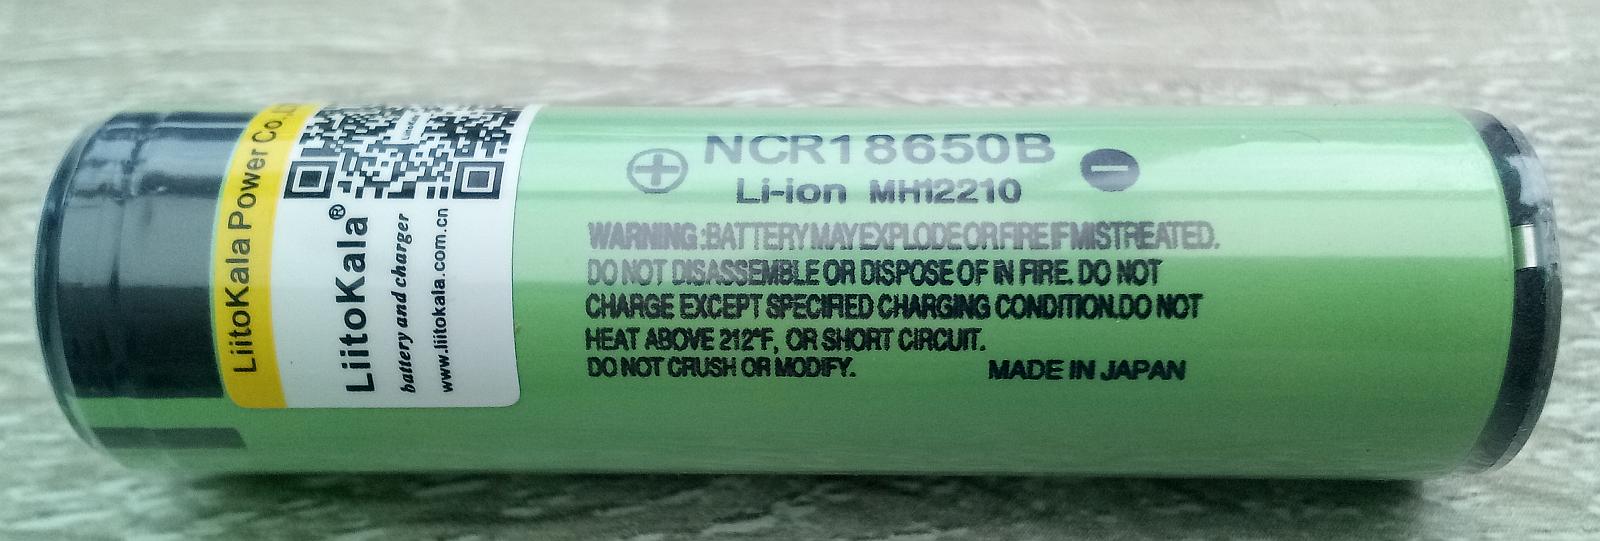 LiitoKala Power Co.,
LiitoKala®
battery and charger
www.liitokala.com.cn
NCR18650B
Li-ion MH12210
WARNING:BATTERY MAY EXPLODE OR FIRE IF MISTREATED.
DO NOT DISASSEMBLE OR DISPOSE OF IN FIRE. DO NOT
CHARGE EXCEPT SPECIFIED CHARGING CONDITION.DO NOT
HEAT ABOVE 212°F, OR SHORT CIRCUIT.
DO NOT CRUSH OR MODIFY.
MADE IN JAPAN